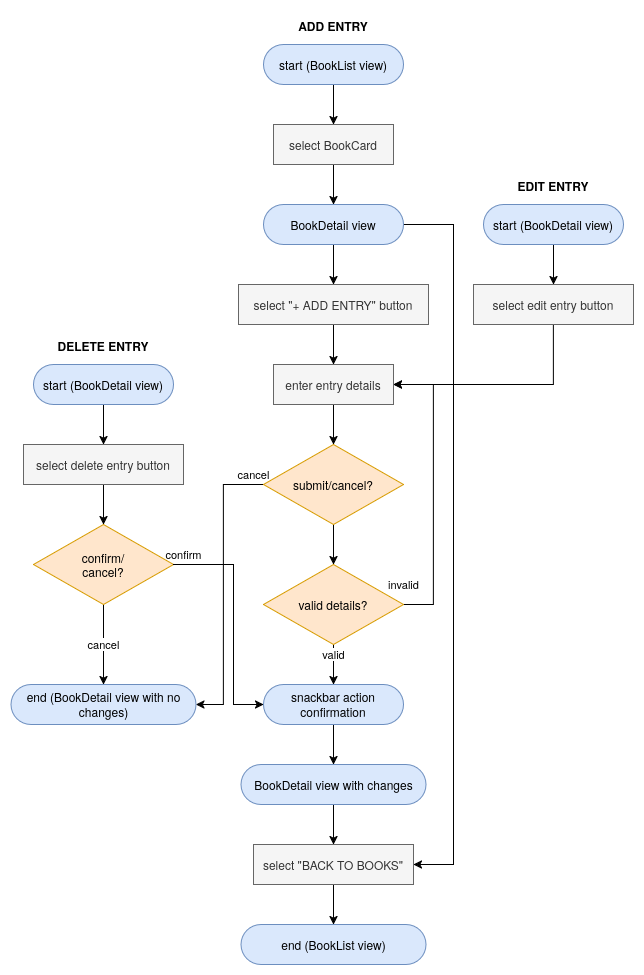 ADD ENTRY
start (BookList view)
select BookCard
EDIT ENTRY
BookDetail view
start (BookDetail view)
select "+ ADD ENTRY" button
select edit entry button
DELETE ENTRY
start (BookDetail view)
enter entry details
select delete entry button
cancel
submit/cancel?
confirm/
cancel?
confirm
invalid
valid details?
cancel
valid
end (BookDetail view with no
changes)
snackbar action
confirmation
BookDetail view with changes
select "BACK TO BOOKS"
end (BookList view)